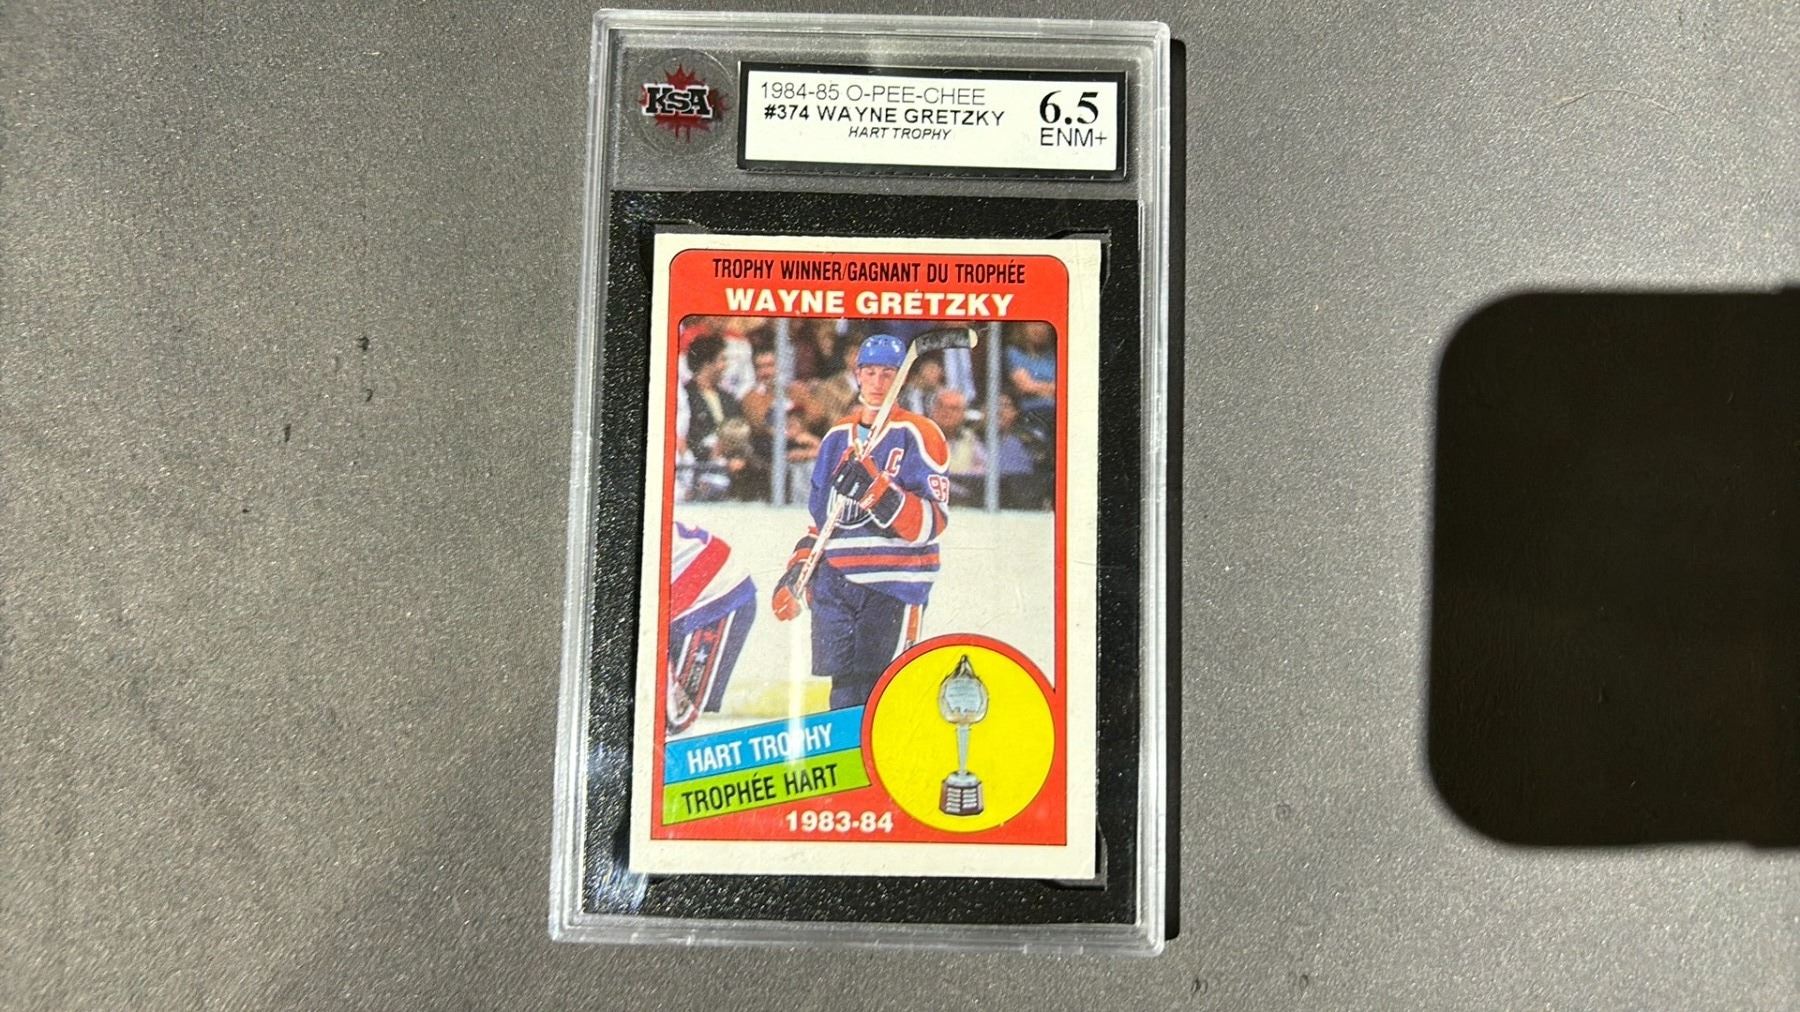 KSA
1984-85 O-PEE-CHEE
#374 WAYNE GRETZKY
HART TROPHY
6.5
ENM+
TROPHY WINNER/GAGNANT DU TROPHÉE
WAYNE GRETZKY
C
HART TROPHY
TROPHÉE HART
1983-84